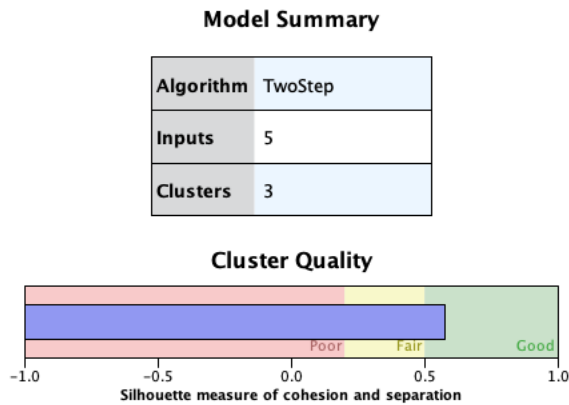 Model Summary
Algorithm TwoStep
Inputs 5
Clusters 3
Cluster Quality
Poor Fair Good
-1.0 -0.5 0.0 0.5 1.0
Silhouette measure of cohesion and separation